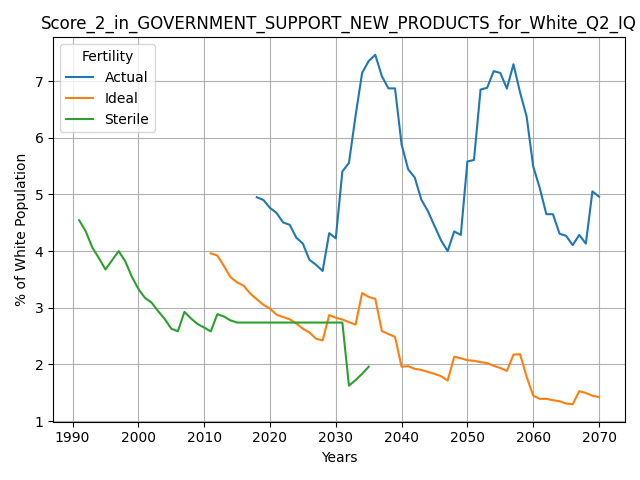 Score_2_in_GOVERNMENT_SUPPORT_NEW_PRODUCTS_for_White_Q2_IQ
Fertility
Actual
Ideal
Sterile
% of White Population
7
6
5
4
3
2
1
1990 2000 2010 2020 2030 2040 2050 2060 2070
Years